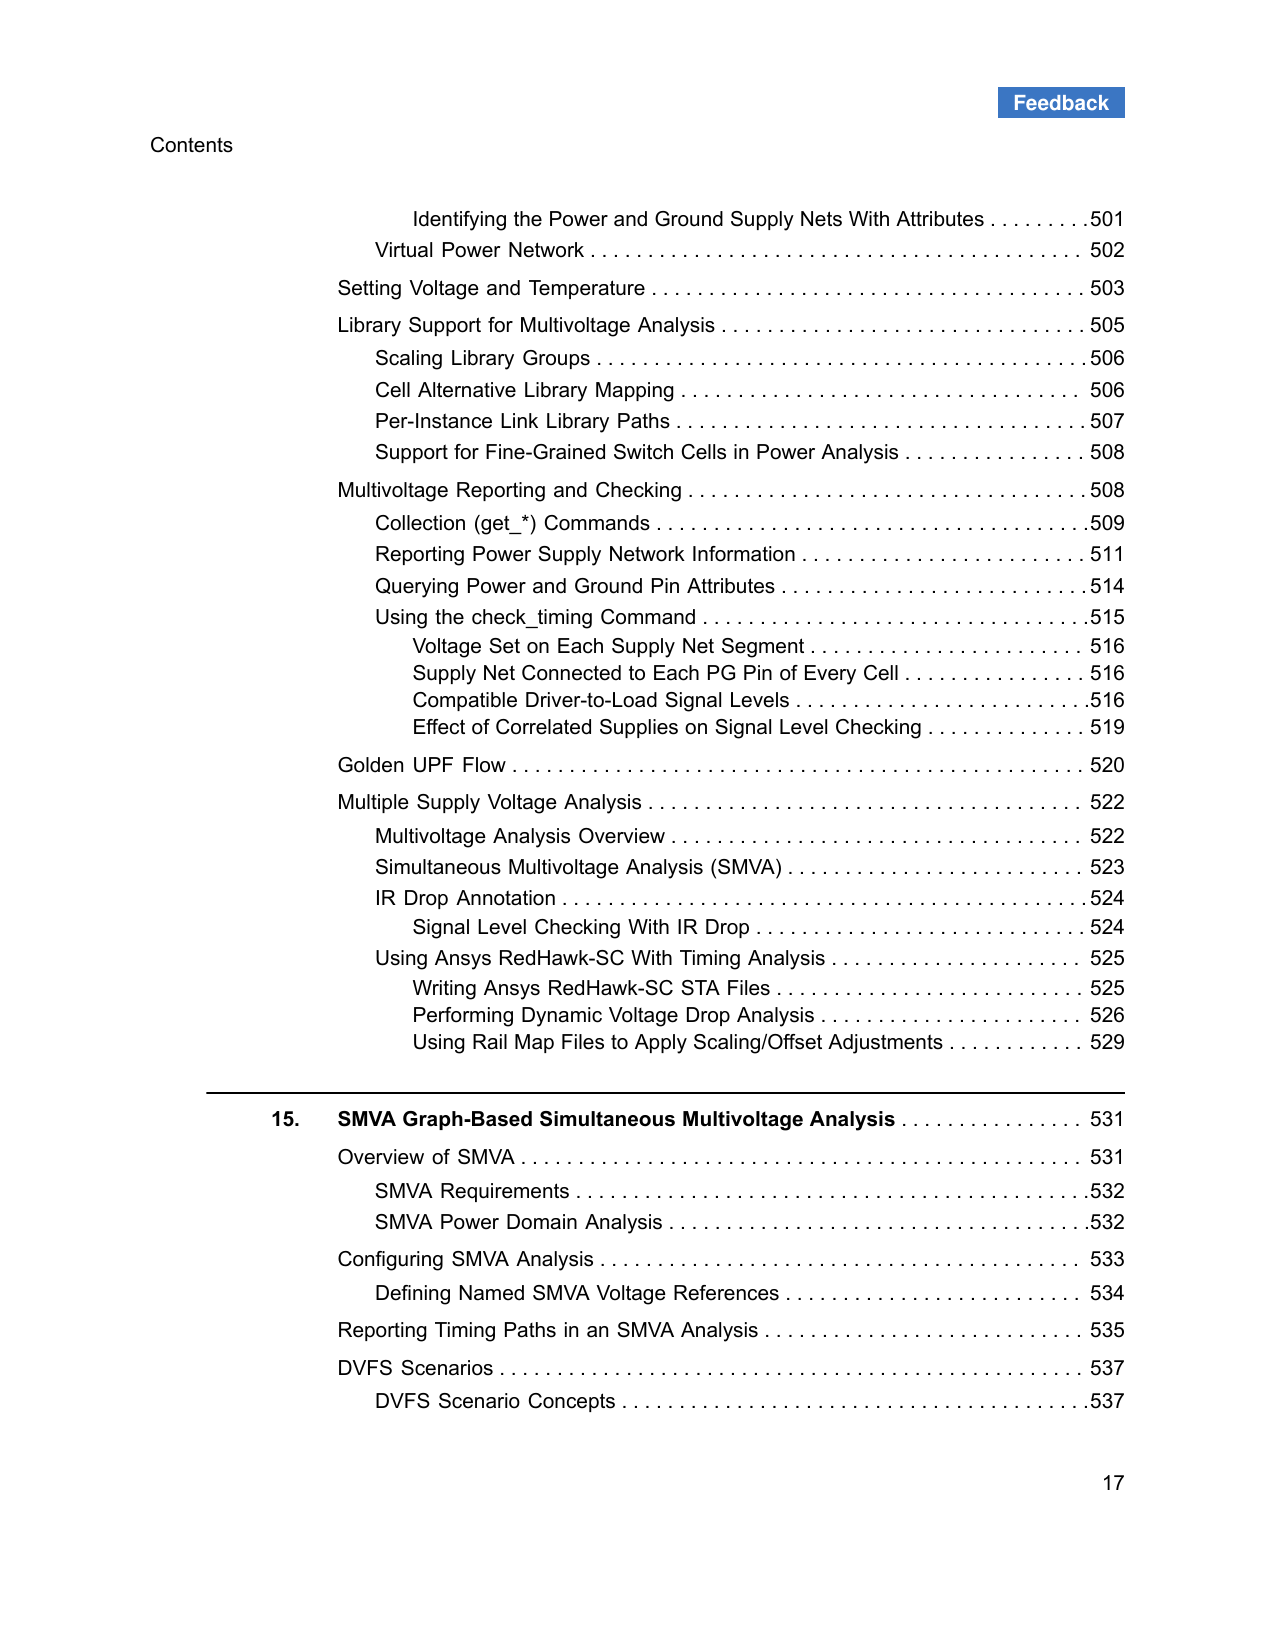 Feedback
Contents
Identifying the Power and Ground Supply Nets With Attributes . . . . . . . . .501
Virtual Power Network . . . . . . . . . . . . . . . . . . . . . . . . . . . . . . . . . . . . . . . . . . . 502
Setting Voltage and Temperature . . . . . . . . . . . . . . . . . . . . . . . . . . . . . . . . . . . . . . 503
Library Support for Multivoltage Analysis . . . . . . . . . . . . . . . . . . . . . . . . . . . . . . . . 505
Scaling Library Groups . . . . . . . . . . . . . . . . . . . . . . . . . . . . . . . . . . . . . . . . . . . 506
Cell Alternative Library Mapping . . . . . . . . . . . . . . . . . . . . . . . . . . . . . . . . . . . 506
Per-Instance Link Library Paths . . . . . . . . . . . . . . . . . . . . . . . . . . . . . . . . . . . . 507
Support for Fine-Grained Switch Cells in Power Analysis . . . . . . . . . . . . . . . . 508
Multivoltage Reporting and Checking . . . . . . . . . . . . . . . . . . . . . . . . . . . . . . . . . . . 508
Collection (get_*) Commands . . . . . . . . . . . . . . . . . . . . . . . . . . . . . . . . . . . . . .509
Reporting Power Supply Network Information . . . . . . . . . . . . . . . . . . . . . . . . . 511
Querying Power and Ground Pin Attributes . . . . . . . . . . . . . . . . . . . . . . . . . . . 514
Using the check_timing Command . . . . . . . . . . . . . . . . . . . . . . . . . . . . . . . . . .515
Voltage Set on Each Supply Net Segment . . . . . . . . . . . . . . . . . . . . . . . . 516
Supply Net Connected to Each PG Pin of Every Cell . . . . . . . . . . . . . . . . 516
Compatible Driver-to-Load Signal Levels . . . . . . . . . . . . . . . . . . . . . . . . . .516
Effect of Correlated Supplies on Signal Level Checking . . . . . . . . . . . . . . 519
Golden UPF Flow . . . . . . . . . . . . . . . . . . . . . . . . . . . . . . . . . . . . . . . . . . . . . . . . . . 520
Multiple Supply Voltage Analysis . . . . . . . . . . . . . . . . . . . . . . . . . . . . . . . . . . . . . . 522
Multivoltage Analysis Overview . . . . . . . . . . . . . . . . . . . . . . . . . . . . . . . . . . . . 522
Simultaneous Multivoltage Analysis (SMVA) . . . . . . . . . . . . . . . . . . . . . . . . . . 523
IR Drop Annotation . . . . . . . . . . . . . . . . . . . . . . . . . . . . . . . . . . . . . . . . . . . . . . 524
Signal Level Checking With IR Drop . . . . . . . . . . . . . . . . . . . . . . . . . . . . . 524
Using Ansys RedHawk-SC With Timing Analysis . . . . . . . . . . . . . . . . . . . . . . 525
Writing Ansys RedHawk-SC STA Files . . . . . . . . . . . . . . . . . . . . . . . . . . . 525
Performing Dynamic Voltage Drop Analysis . . . . . . . . . . . . . . . . . . . . . . . 526
Using Rail Map Files to Apply Scaling/Offset Adjustments . . . . . . . . . . . . 529
15. SMVA Graph-Based Simultaneous Multivoltage Analysis . . . . . . . . . . . . . . . . 531
Overview of SMVA . . . . . . . . . . . . . . . . . . . . . . . . . . . . . . . . . . . . . . . . . . . . . . . . . 531
SMVA Requirements . . . . . . . . . . . . . . . . . . . . . . . . . . . . . . . . . . . . . . . . . . . . .532
SMVA Power Domain Analysis . . . . . . . . . . . . . . . . . . . . . . . . . . . . . . . . . . . . .532
Configuring SMVA Analysis . . . . . . . . . . . . . . . . . . . . . . . . . . . . . . . . . . . . . . . . . . 533
Defining Named SMVA Voltage References . . . . . . . . . . . . . . . . . . . . . . . . . . 534
Reporting Timing Paths in an SMVA Analysis . . . . . . . . . . . . . . . . . . . . . . . . . . . . 535
DVFS Scenarios . . . . . . . . . . . . . . . . . . . . . . . . . . . . . . . . . . . . . . . . . . . . . . . . . . . 537
DVFS Scenario Concepts . . . . . . . . . . . . . . . . . . . . . . . . . . . . . . . . . . . . . . . . .537
17